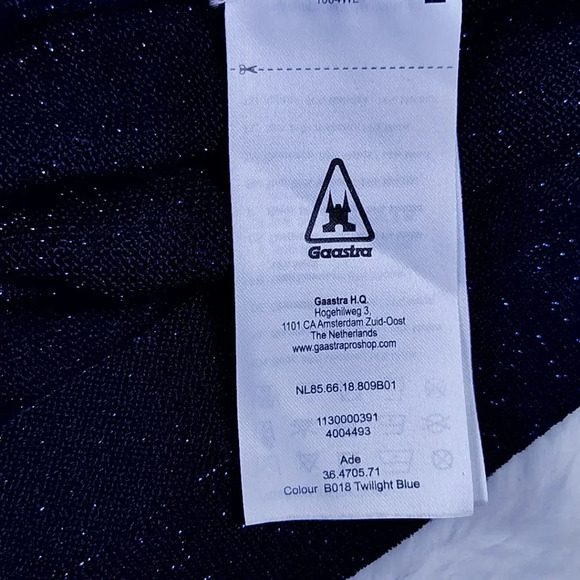 Gaastra
Gaastra H.Q.
Hogehilweg 3,
1101 CA Amsterdam Zuid-Oost
The Netherlands
www.gaastraproshop.com
NL85.66.18.809B01
1130000391
4004493
Ade
36.4705.71
Colour B018 Twilight Blue